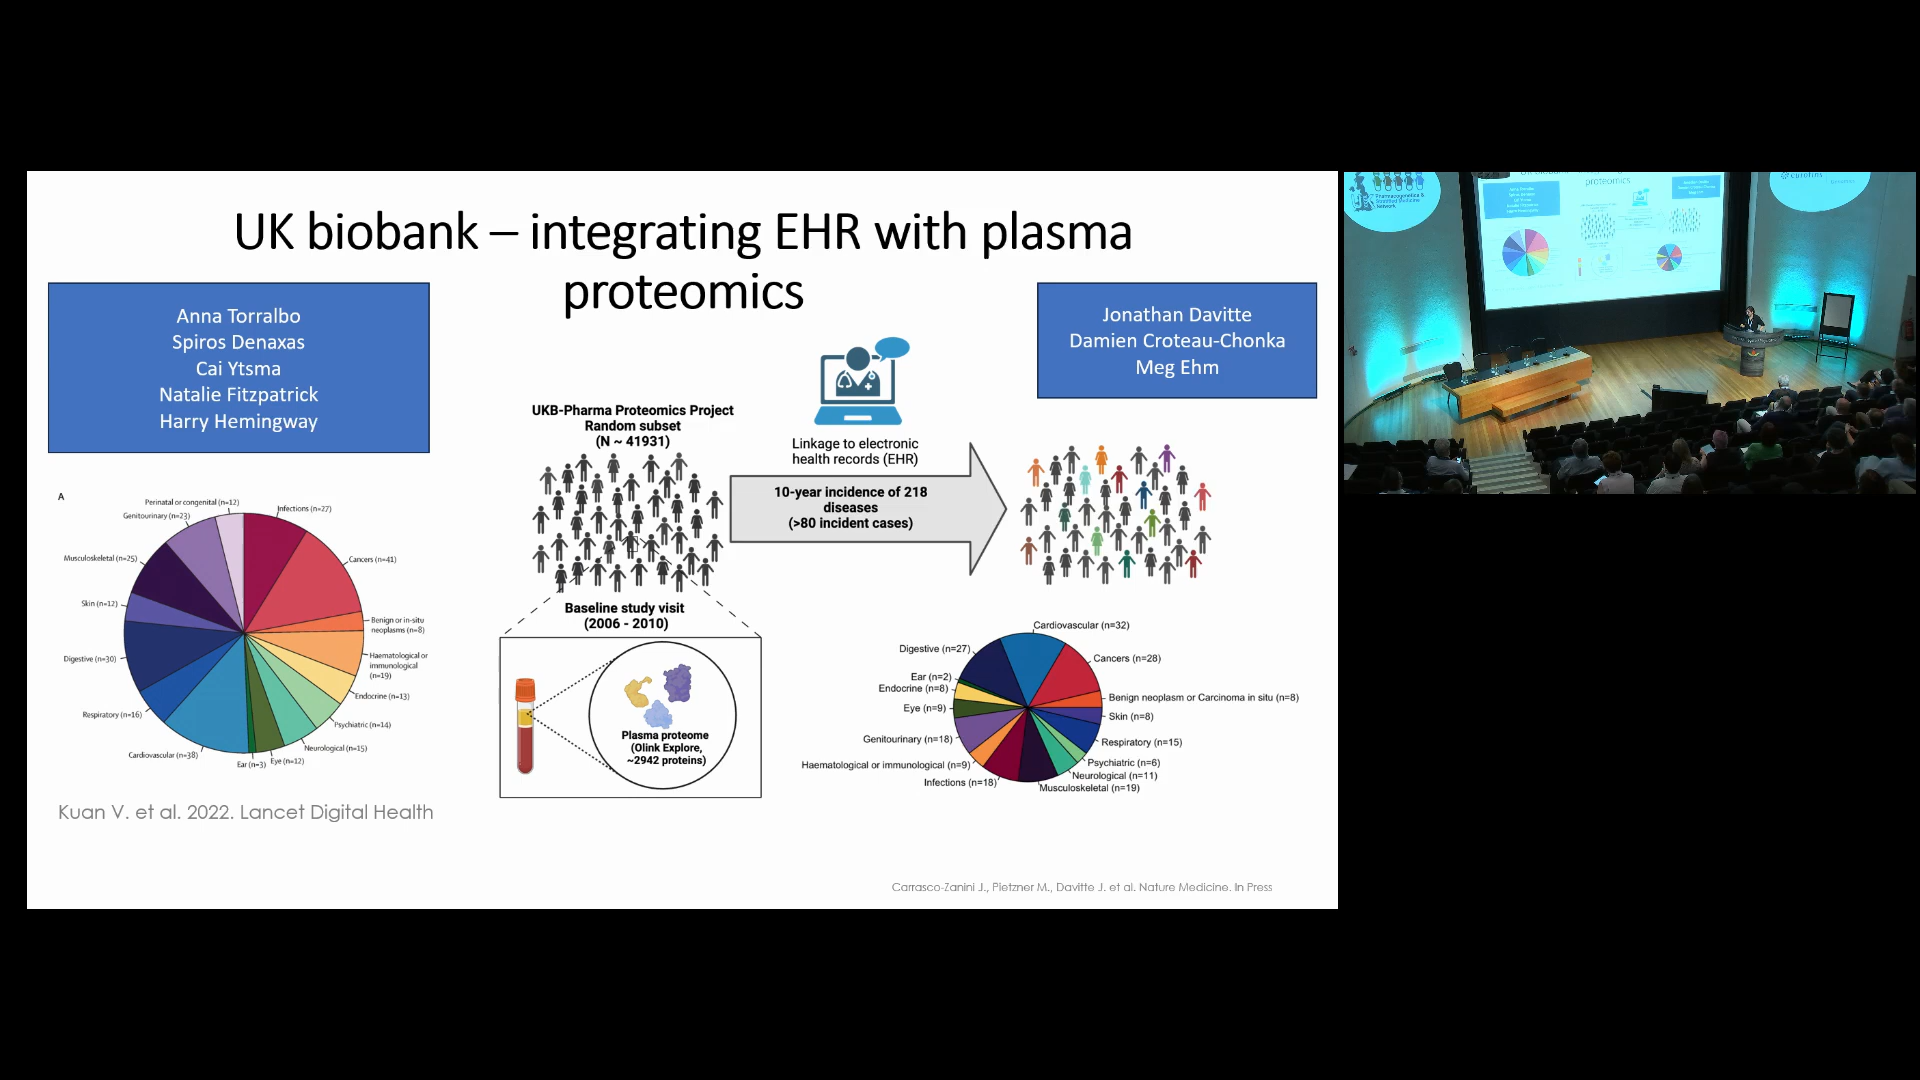 UK biobank – integrating EHR with plasma
proteomics
Anna Torralbo
Spiros Denaxas
Cai Ytsma
Natalie Fitzpatrick
Harry Hemingway
Jonathan Davitte
Damien Croteau-Chonka
Meg Ehm
A
Perinatal or congenital (n=12)
Genitourinary (n=23)
Musculoskeletal (n=25)
Skin (n=12)
Digestive (n=30)
Respiratory (n=16)
Cardiovascular (n=38)
Ear (n=3)
Eye (n=12)
Neurological (n=15)
Psychiatric (n=14)
Endocrine (n=13)
Haematological or
immunological
(n=19)
Benign or in-situ
neoplasms (n=8)
Cancers (n=41)
Infections (n=27)
Kuan V. et al. 2022. Lancet Digital Health
UKB-Pharma Proteomics Project
Random subset
(N ~ 41931)
Linkage to electronic
health records (EHR)
10-year incidence of 218
diseases
(>80 incident cases)
Baseline study visit
(2006 - 2010)
Plasma proteome
(Olink Explore,
~2942 proteins)
Cardiovascular (n=32)
Cancers (n=28)
Benign neoplasm or Carcinoma in situ (n=8)
Skin (n=8)
Respiratory (n=15)
Psychiatric (n=6)
Neurological (n=11)
Musculoskeletal (n=19)
Infections (n=18)
Haematological or immunological (n=9)
Genitourinary (n=18)
Eye (n=9)
Endocrine (n=8)
Ear (n=2)
Digestive (n=27)
Carrasco-Zanini J., Pietzner M., Davitte J. et al. Nature Medicine. In Press
Pharmacogenetics &
Stratified Medicine
Network
eurofins
proteomics